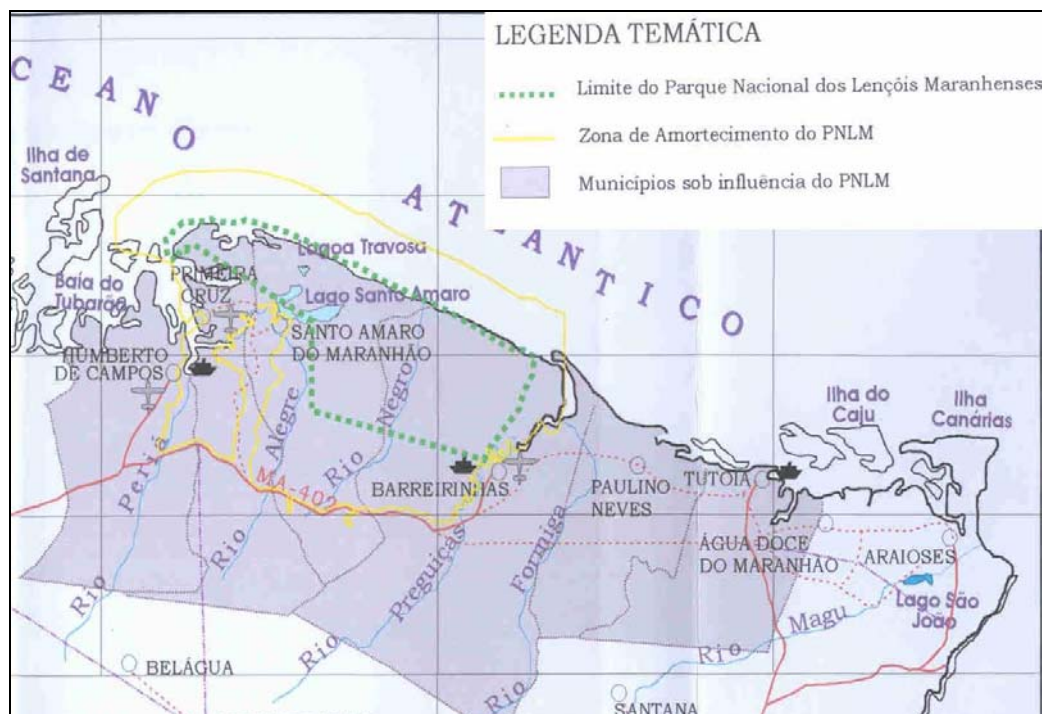 LEGENDA TEMÁTICA
Limite do Parque Nacional dos Lençóis Maranhenses
Zona de Amortecimento do PNLM
Municípios sob influência do PNLM
CEANO ATLANTICO
Ilha de
Santana
Lagoa Travosa
Baía do
Tubarão
PRIMEIRA
CRUZ
Lago Santo Amaro
SANTO AMARO
DO MARANHÃO
HUMBERTO
DE CAMPOS
Ilha do
Caju
Ilha
Canárias
Rio Periá
Rio Alegre
Rio Negro
MA-402
BARREIRINHAS
PAULINO
NEVES
TUTÓIA
ÁGUA DOCE
DO MARANHÃO
ARAIOSES
Lago São
João
Rio Preguiças
Rio Formiga
Rio Magu
BELÁGUA
SANTANA